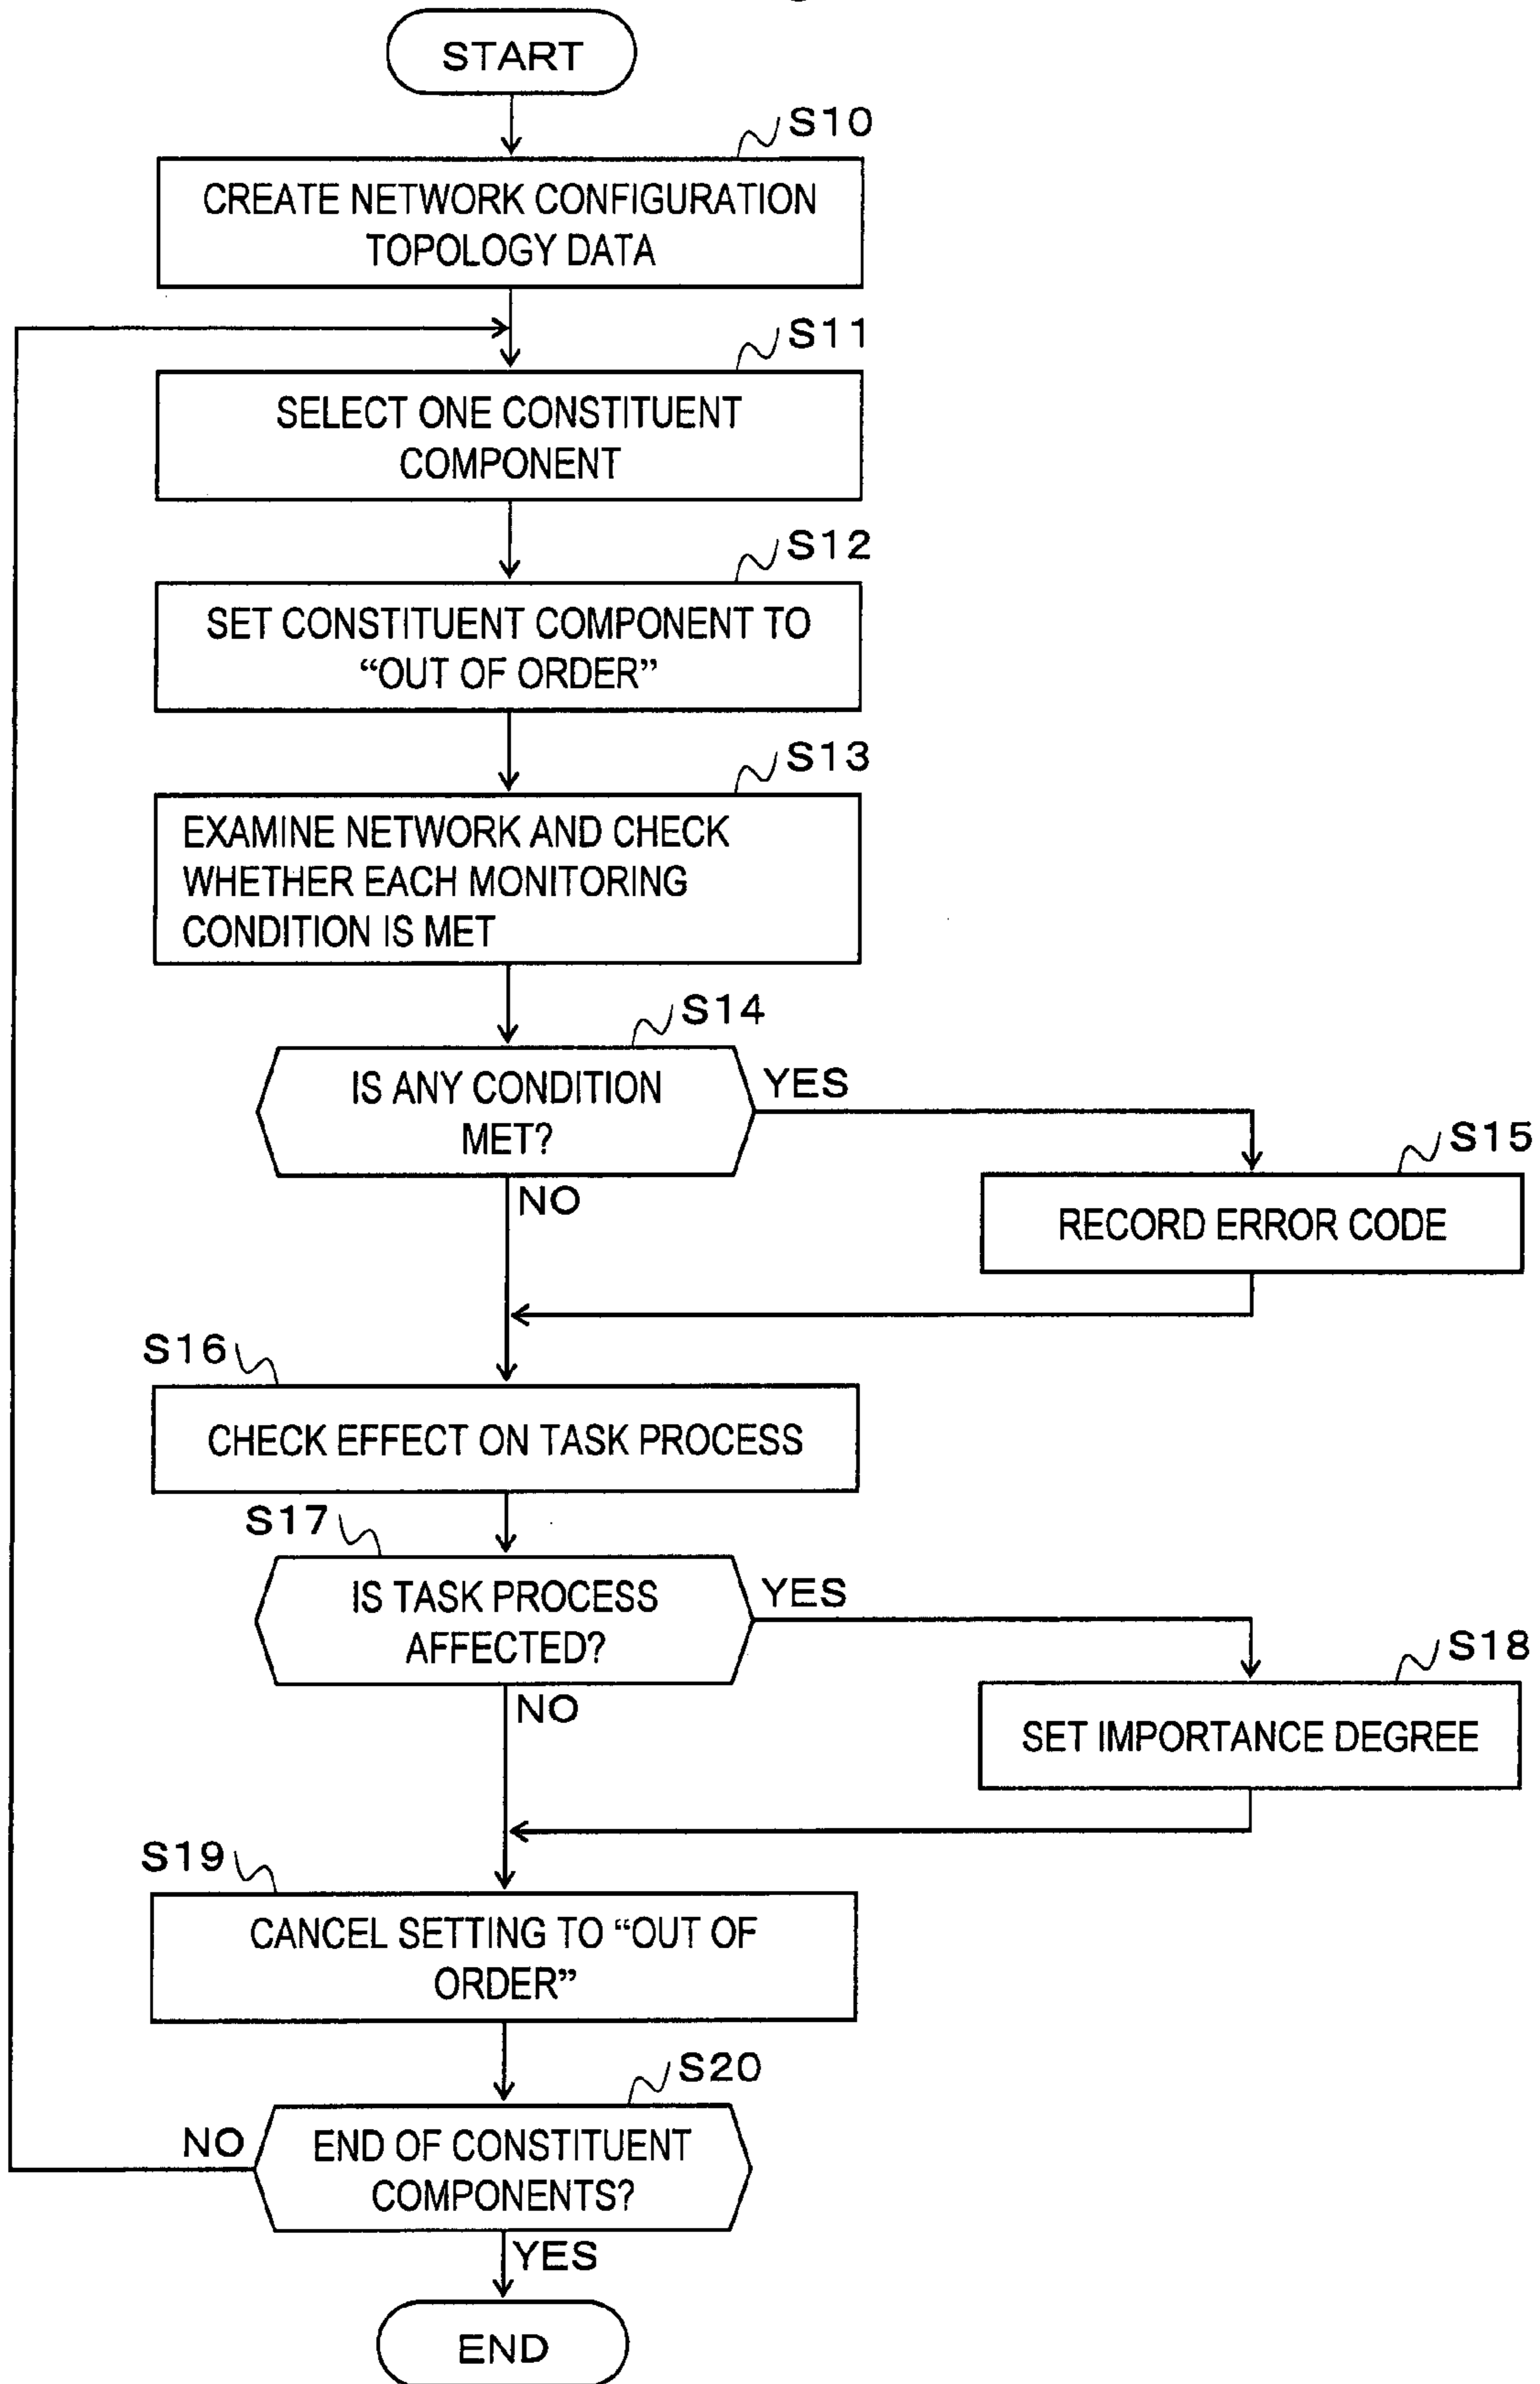 START
S10
CREATE NETWORK CONFIGURATION
TOPOLOGY DATA
S11
SELECT ONE CONSTITUENT
COMPONENT
S12
SET CONSTITUENT COMPONENT TO
“OUT OF ORDER”
S13
EXAMINE NETWORK AND CHECK
WHETHER EACH MONITORING
CONDITION IS MET
S14
IS ANY CONDITION
MET?
YES
NO
S15
RECORD ERROR CODE
S16
CHECK EFFECT ON TASK PROCESS
S17
IS TASK PROCESS
AFFECTED?
YES
NO
S18
SET IMPORTANCE DEGREE
S19
CANCEL SETTING TO “OUT OF
ORDER”
S20
NO
END OF CONSTITUENT
COMPONENTS?
YES
END